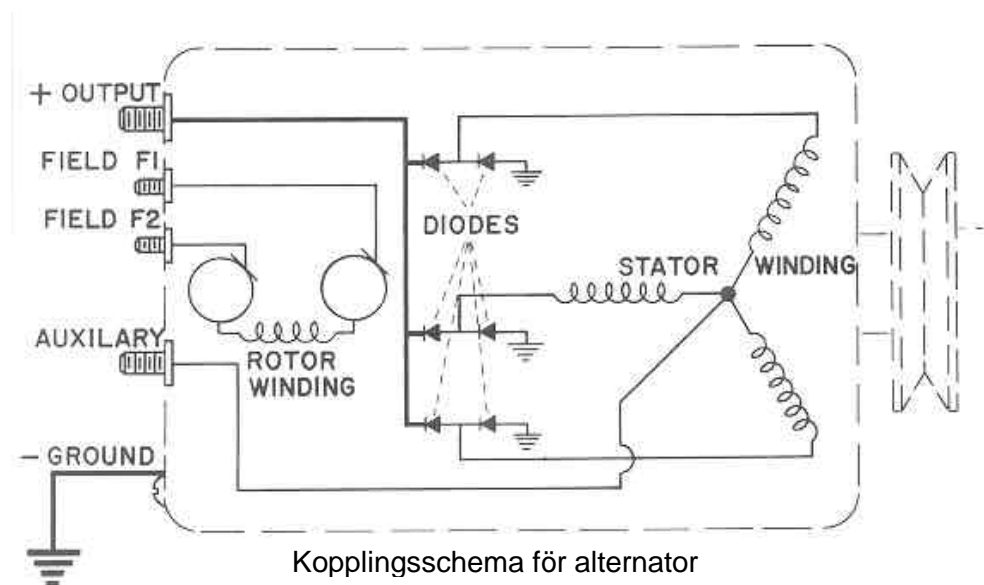 + OUTPUT
FIELD F1
FIELD F2
AUXILARY
- GROUND
DIODES
STATOR WINDING
ROTOR
WINDING
Kopplingsschema för alternator